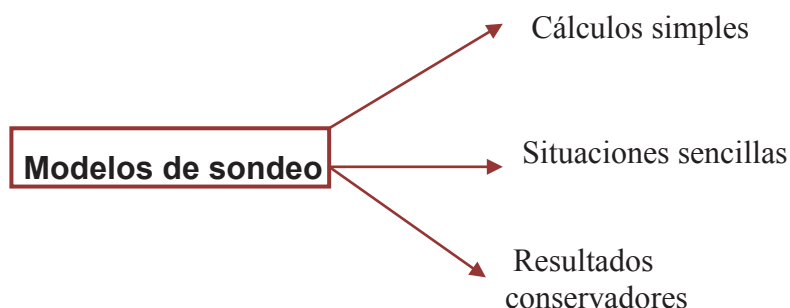 Cálculos simples
Modelos de sondeo
Situaciones sencillas
Resultados
conservadores